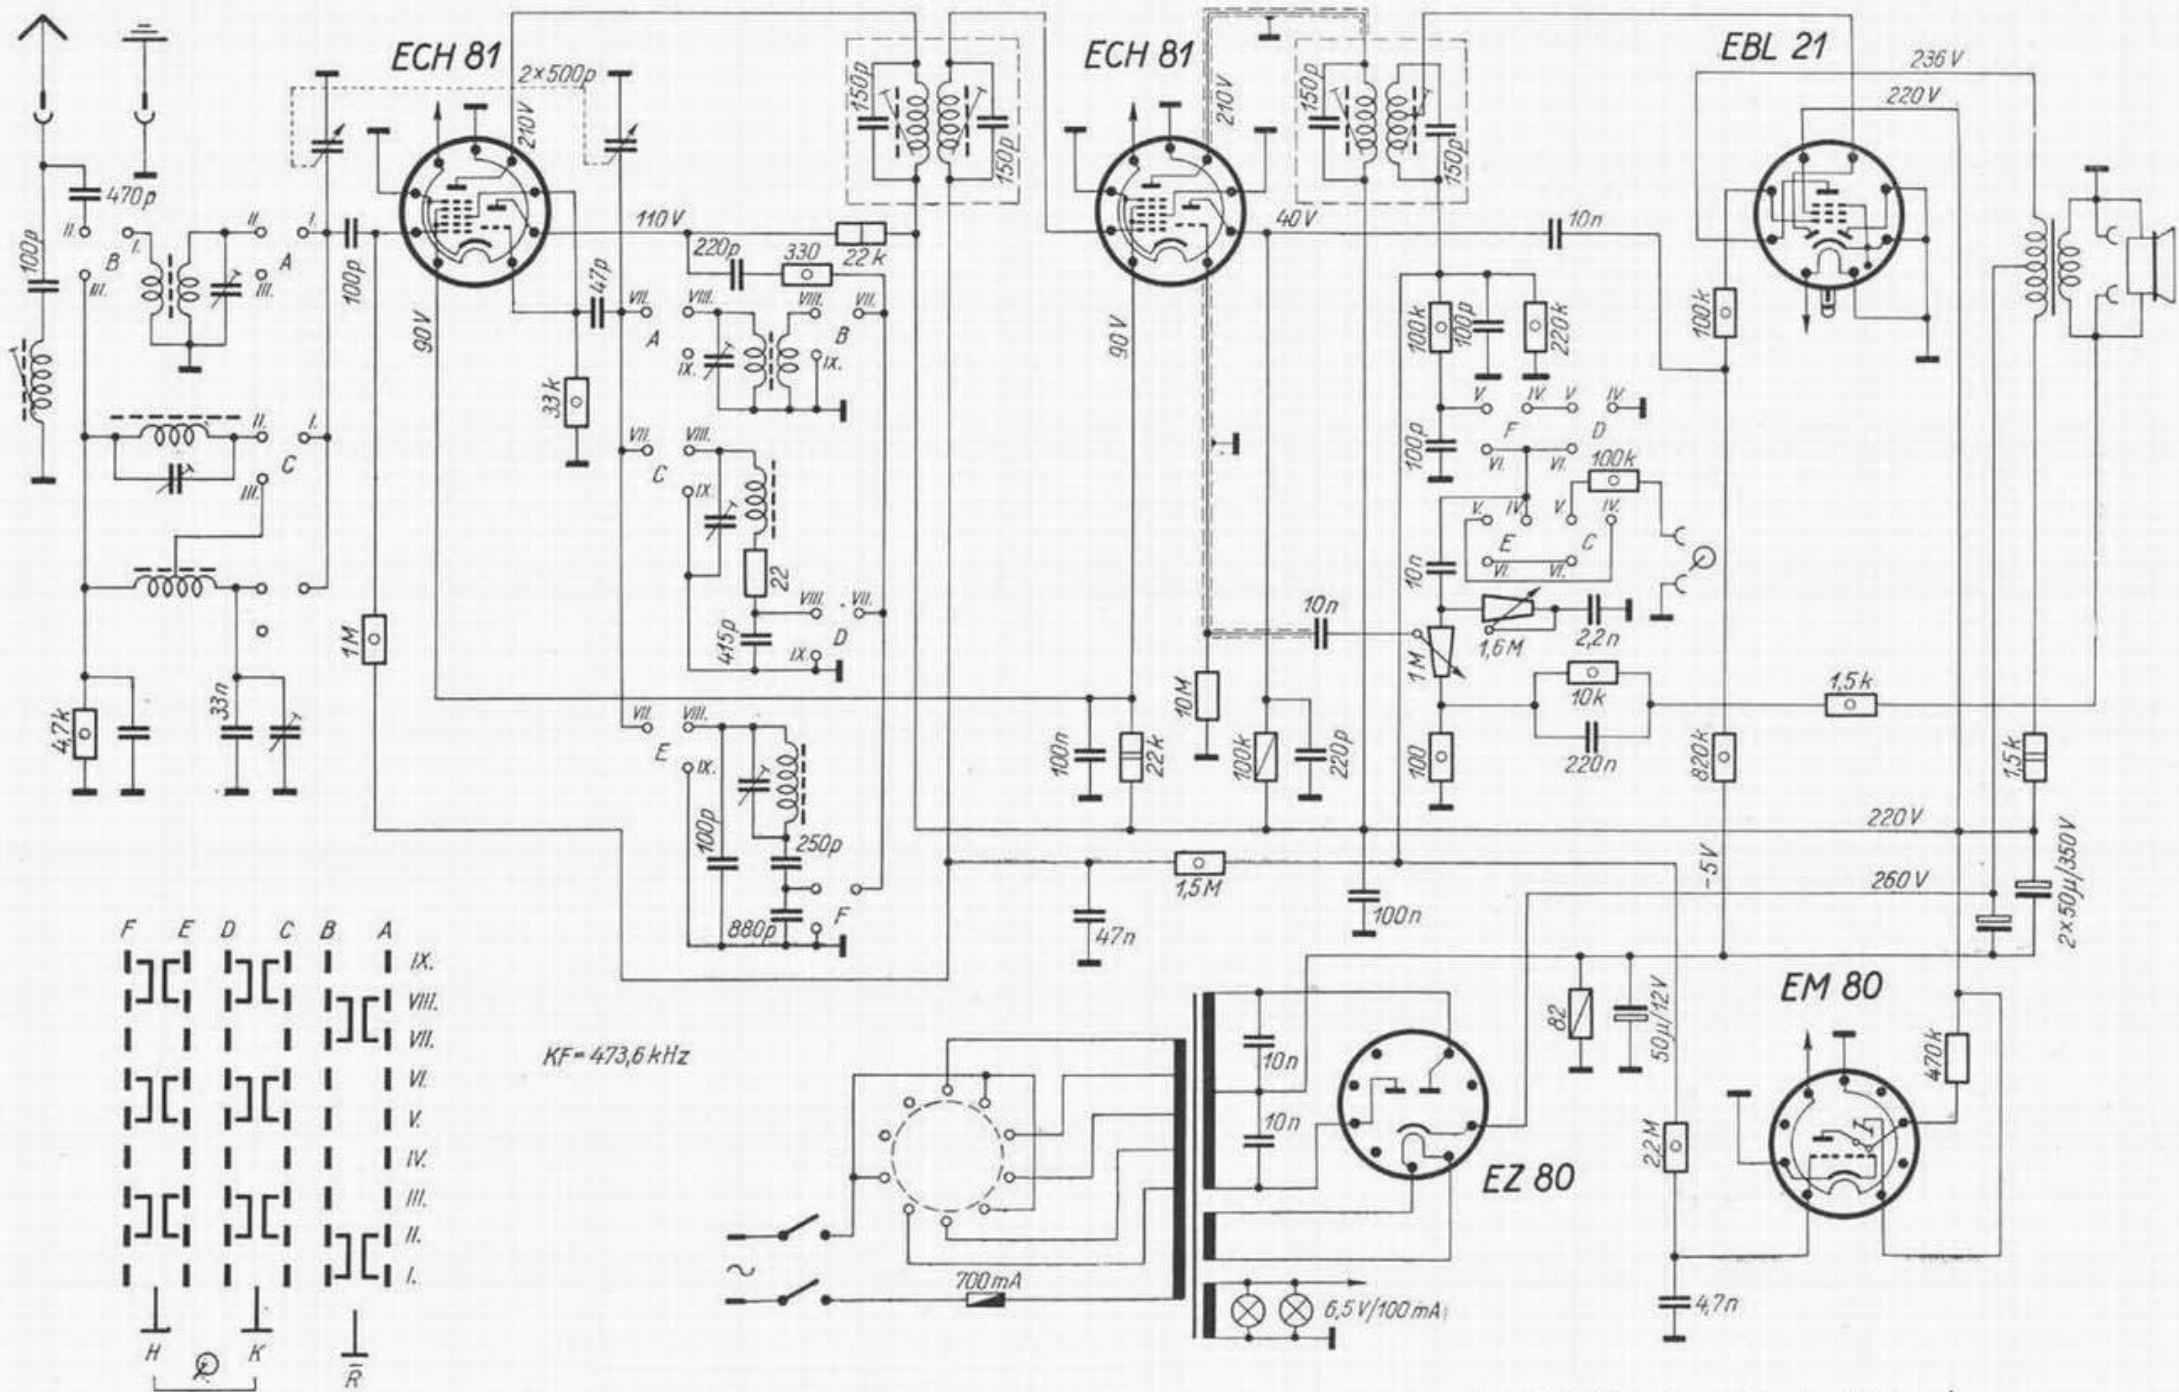 ECH 81
ECH 81
EBL 21
2×500p
210V
150p
150p
210V
150p
150p
236V
220V
470p
II.
I.
II.
I.
B
A
III.
III.
100p
100p
110V
220p
330
22k
40V
10n
47p
VII.
VIII.
VIII.
VII.
A
B
IX.
IX.
90V
90V
33k
100k
100p
220k
100k
V.
IV.
V.
IV.
F
D
VI.
VI.
100p
100k
II.
I.
C
III.
VII.
VIII.
C
IX.
V.
IV.
V.
IV.
E
C
VI.
VI.
10n
22
VIII.
VII.
D
IX.
415p
1M
10n
1,6M
2,2n
1M
10M
10k
220n
1,5k
4,7k
33n
VII.
VIII.
E
IX.
100n
22k
100k
220p
100
820k
1,5k
100p
250p
220V
1,5M
-5V
260V
2×50µ/350V
880p
F
47n
100n
F E D C B A
IX.
VIII.
VII.
VI.
V.
IV.
III.
II.
I.
H
K
R̄
KF=473,6kHz
10n
10n
EZ 80
82
50µ/12V
EM 80
470k
2,2M
4,7n
~
700mA
6,5V/100mA